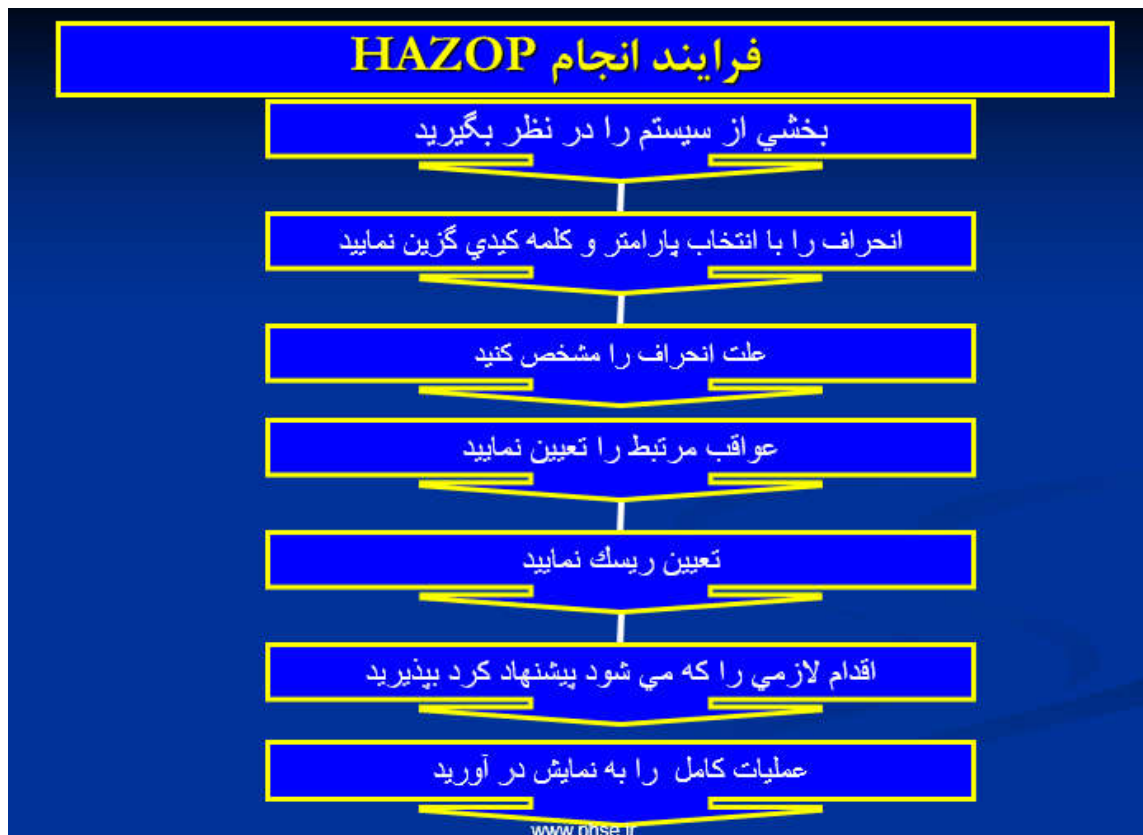 فرايند انجام HAZOP
بخشي از سيستم را در نظر بگيريد
انحراف را با انتخاب پارامتر و كلمه كيدي گزين نماييد
علت انحراف را مشخص كنيد
عواقب مرتبط را تعيين نماييد
تعيين ريسك نماييد
اقدام لازمي را كه مي شود پيشنهاد كرد بپذيريد
عمليات كامل را به نمايش در آوريد